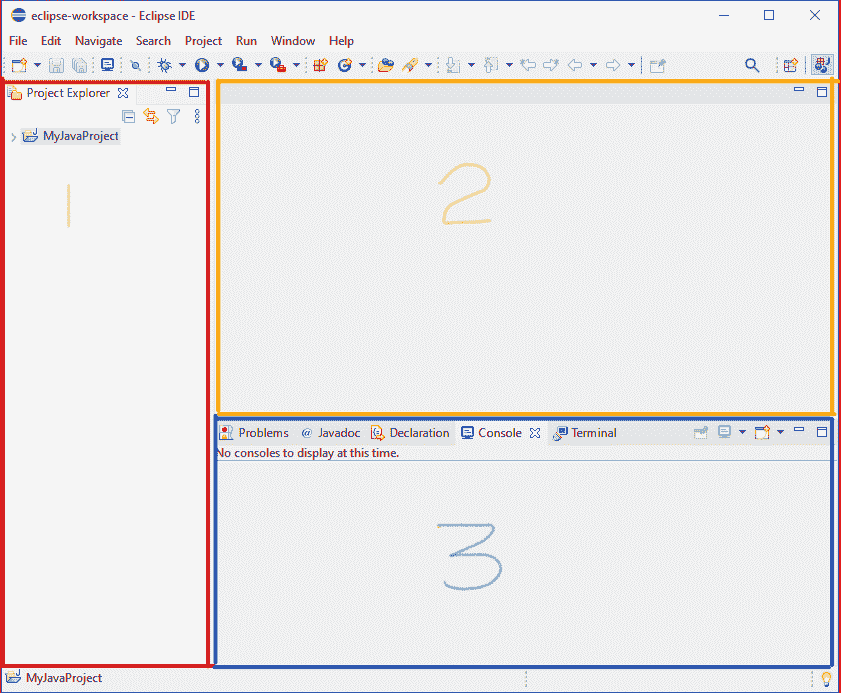 eclipse-workspace - Eclipse IDE
File Edit Navigate Search Project Run Window Help
Project Explorer
MyJavaProject
1
2
Problems @ Javadoc Declaration Console Terminal
No consoles to display at this time.
3
MyJavaProject